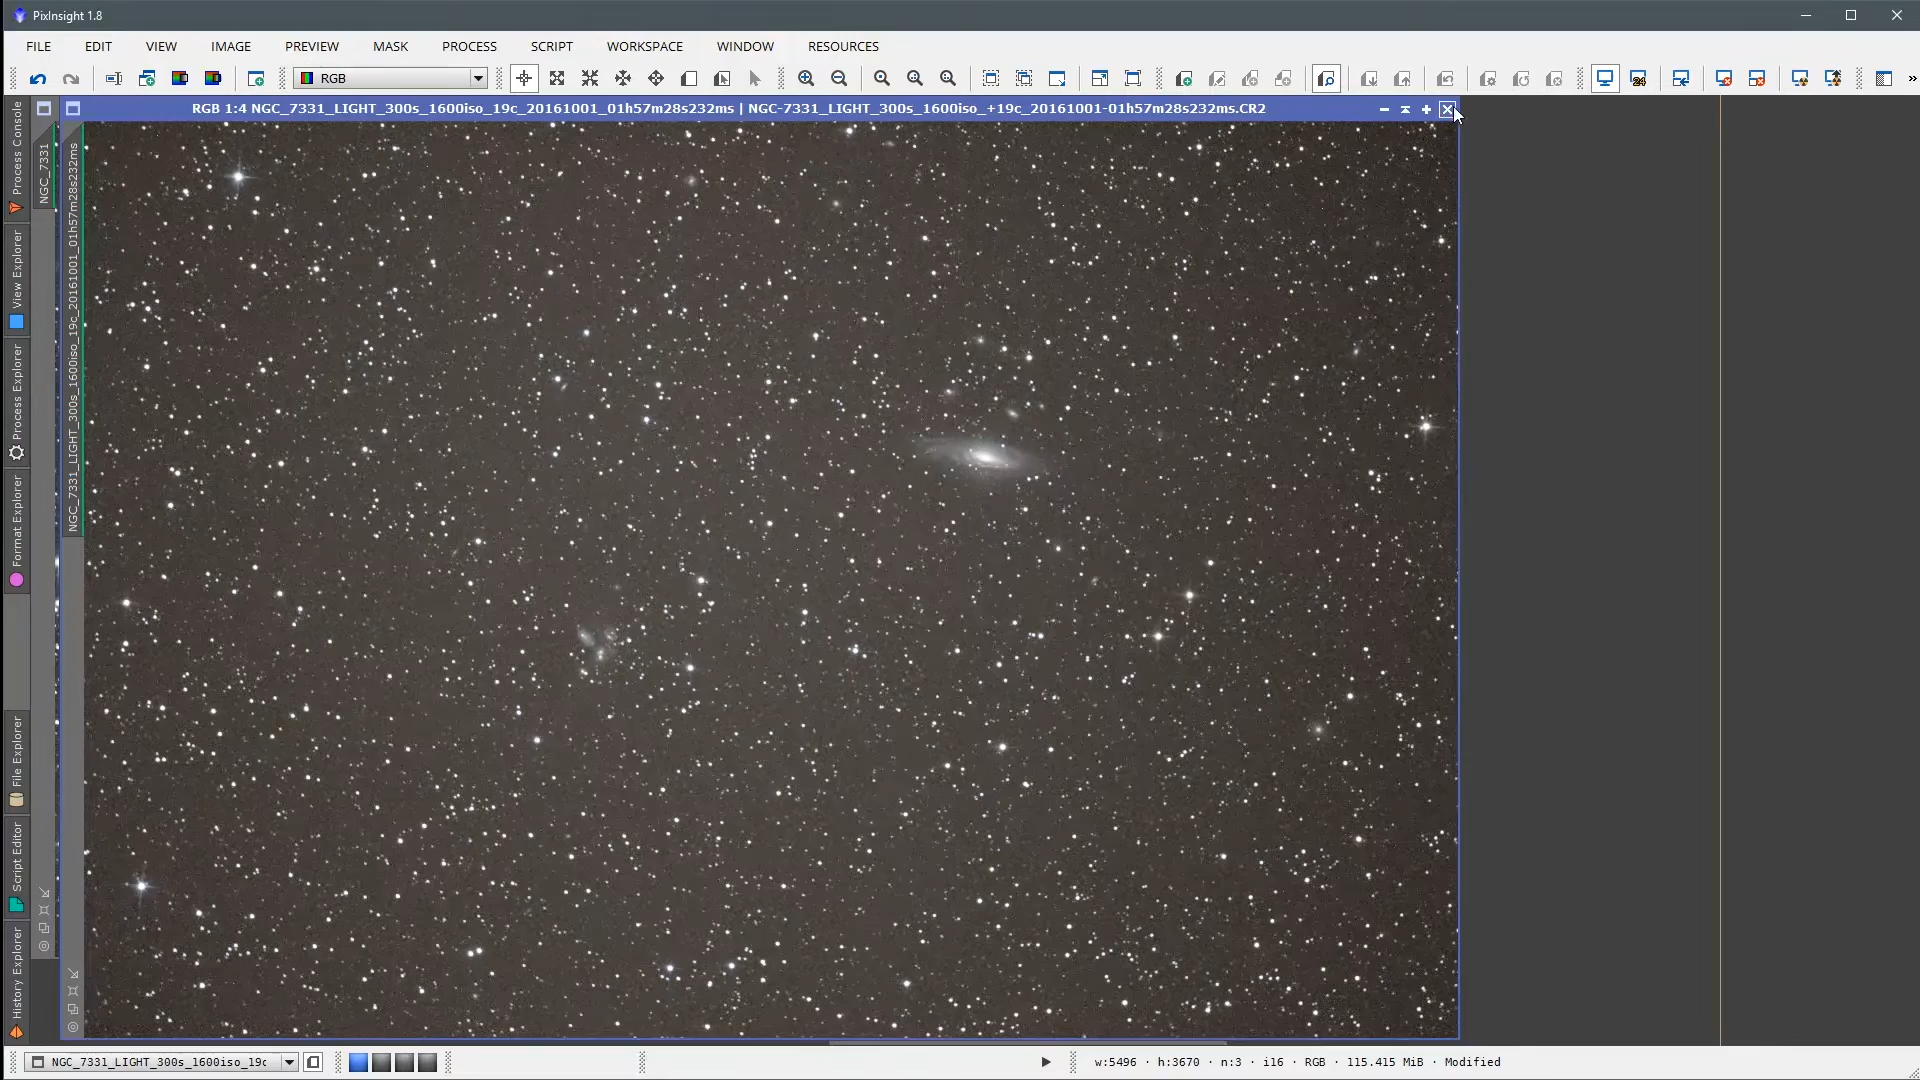 PixInsight 1.8
FILE EDIT VIEW IMAGE PREVIEW MASK PROCESS SCRIPT WORKSPACE WINDOW RESOURCES
RGB
24
RGB 1:4 NGC_7331_LIGHT_300s_1600iso_19c_20161001_01h57m28s232ms | NGC-7331_LIGHT_300s_1600iso_+19c_20161001-01h57m28s232ms.CR2
Process Console
View Explorer
Process Explorer
Format Explorer
File Explorer
Script Editor
History Explorer
NGC_7331
NGC_7331_LIGHT_300s_1600iso_19c_20161001_01h57m28s232ms
NGC_7331_LIGHT_300s_1600iso_19c
w:5496 · h:3670 · n:3 · i16 · RGB · 115.415 MiB · Modified